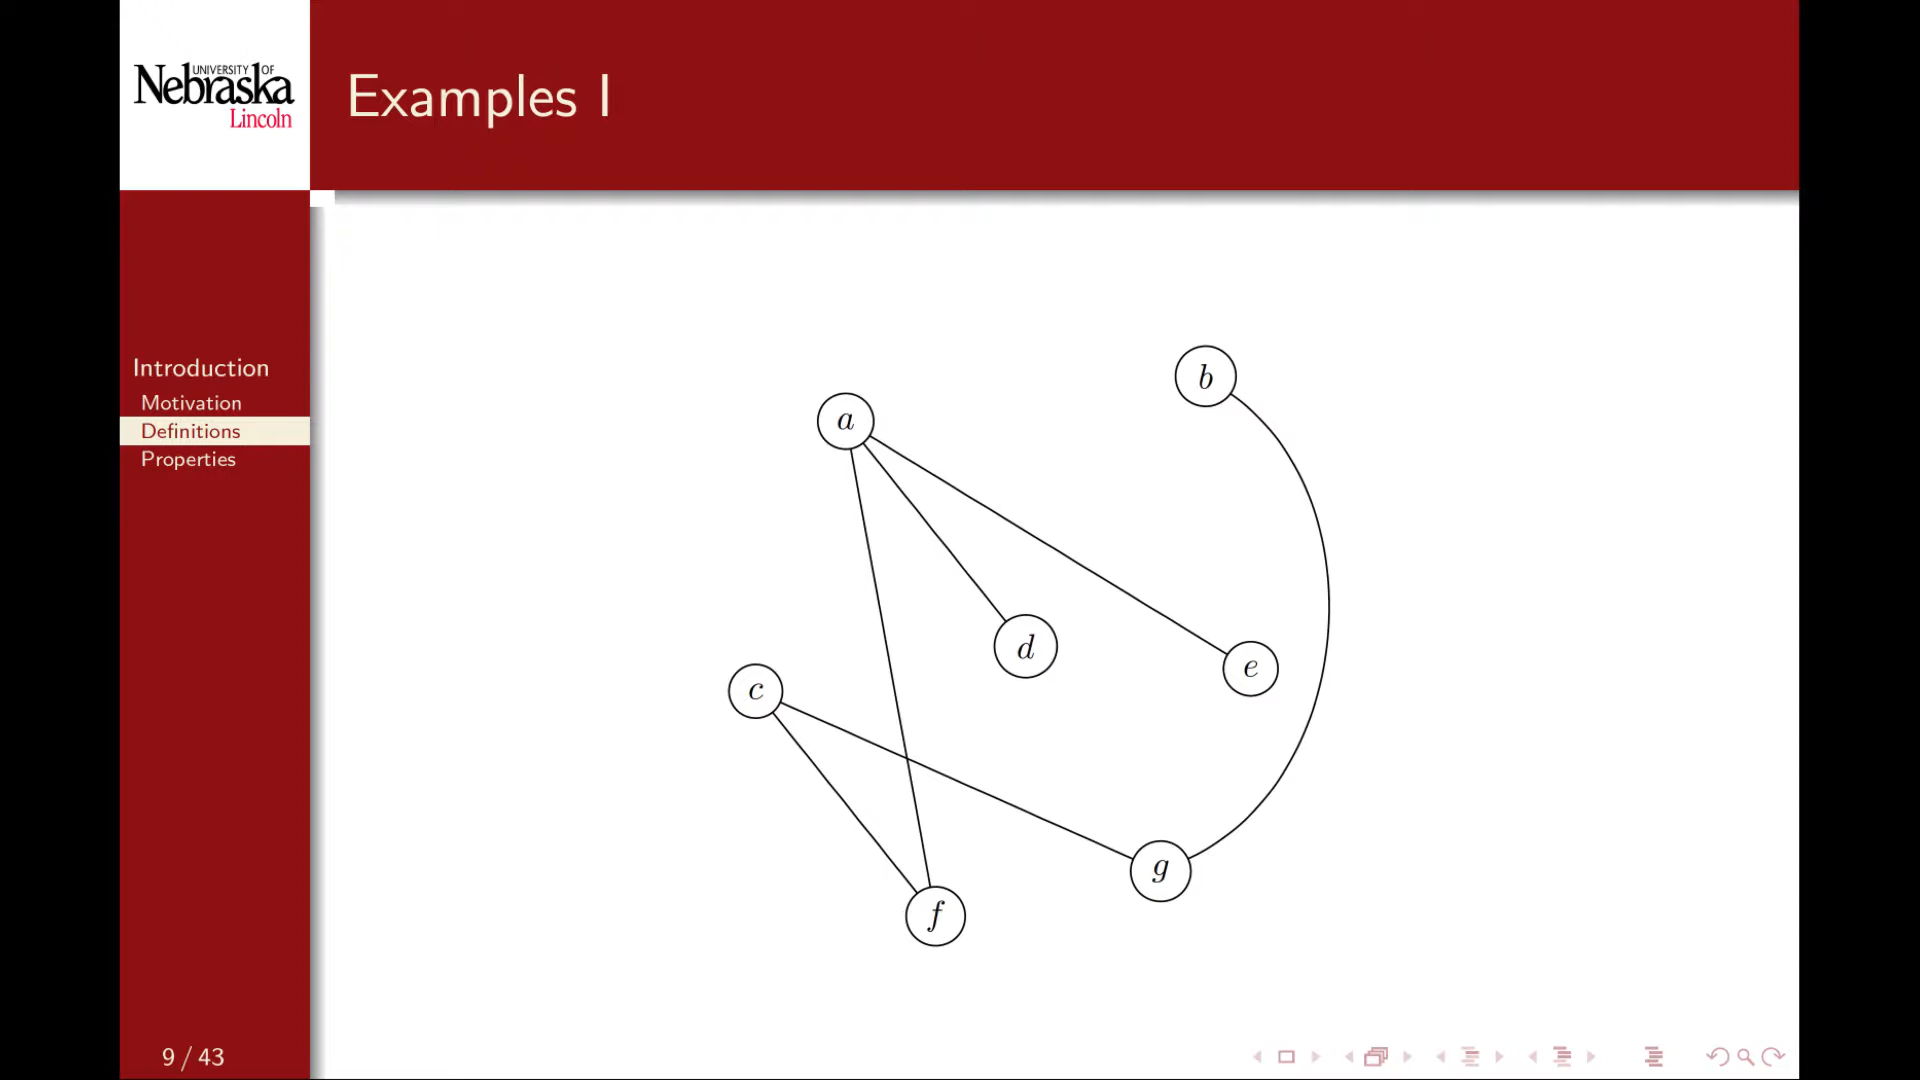 UNIVERSITY OF
Nebraska
Lincoln
Examples I
Introduction
Motivation
Definitions
Properties
b
a
d
e
c
g
f
9 / 43